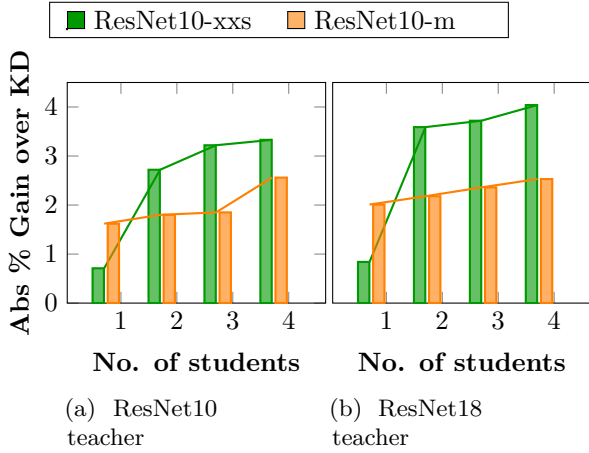 ResNet10-xxs ResNet10-m
Abs % Gain over KD
4
3
2
1
0
1 2 3 4 1 2 3 4
No. of students No. of students
(a) ResNet10 (b) ResNet18
teacher teacher